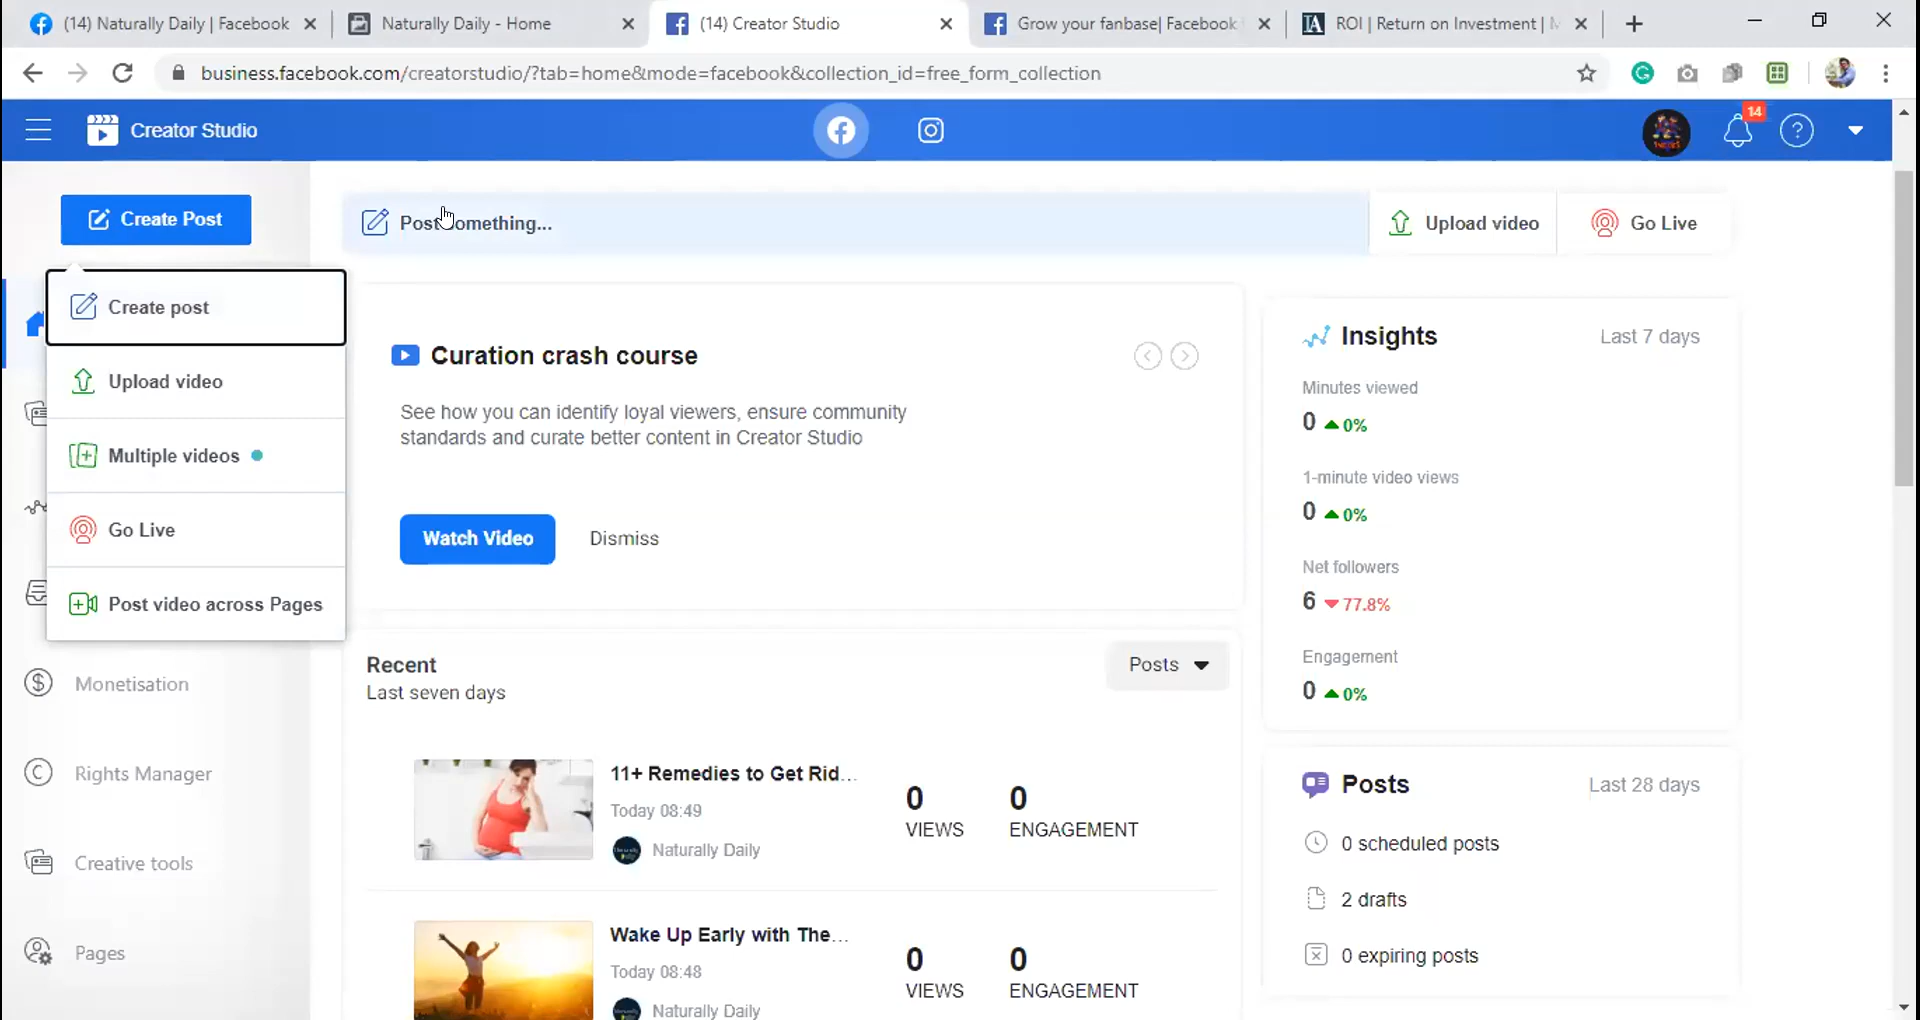 (14) Naturally Daily | Facebook
Naturally Daily - Home
(14) Creator Studio
Grow your fanbase| Facebook
ROI | Return on Investment |
business.facebook.com/creatorstudio/?tab=home&mode=facebook&collection_id=free_form_collection
Creator Studio
14
Create Post
Post something...
Upload video
Go Live
Create post
Upload video
Multiple videos
Go Live
Post video across Pages
Monetisation
Rights Manager
Creative tools
Pages
Curation crash course
See how you can identify loyal viewers, ensure community
standards and curate better content in Creator Studio
Watch Video
Dismiss
Recent
Last seven days
Posts
11+ Remedies to Get Rid...
Today 08:49
Naturally Daily
0
VIEWS
0
ENGAGEMENT
Wake Up Early with The...
Today 08:48
Naturally Daily
0
VIEWS
0
ENGAGEMENT
Insights
Last 7 days
Minutes viewed
0 0%
1-minute video views
0 0%
Net followers
6 77.8%
Engagement
0 0%
Posts
Last 28 days
0 scheduled posts
2 drafts
0 expiring posts